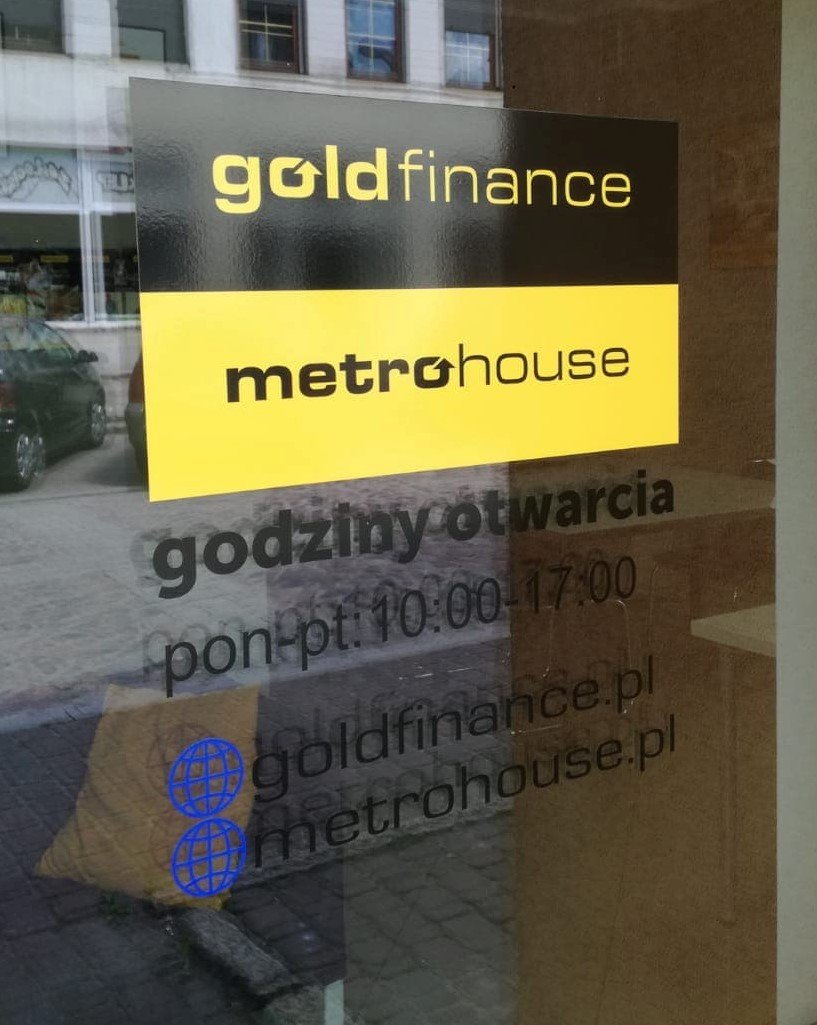 goldfinance
metrohouse
godziny otwarcia
pon-pt:10:00-17:00
goldfinance.pl
metrohouse.pl